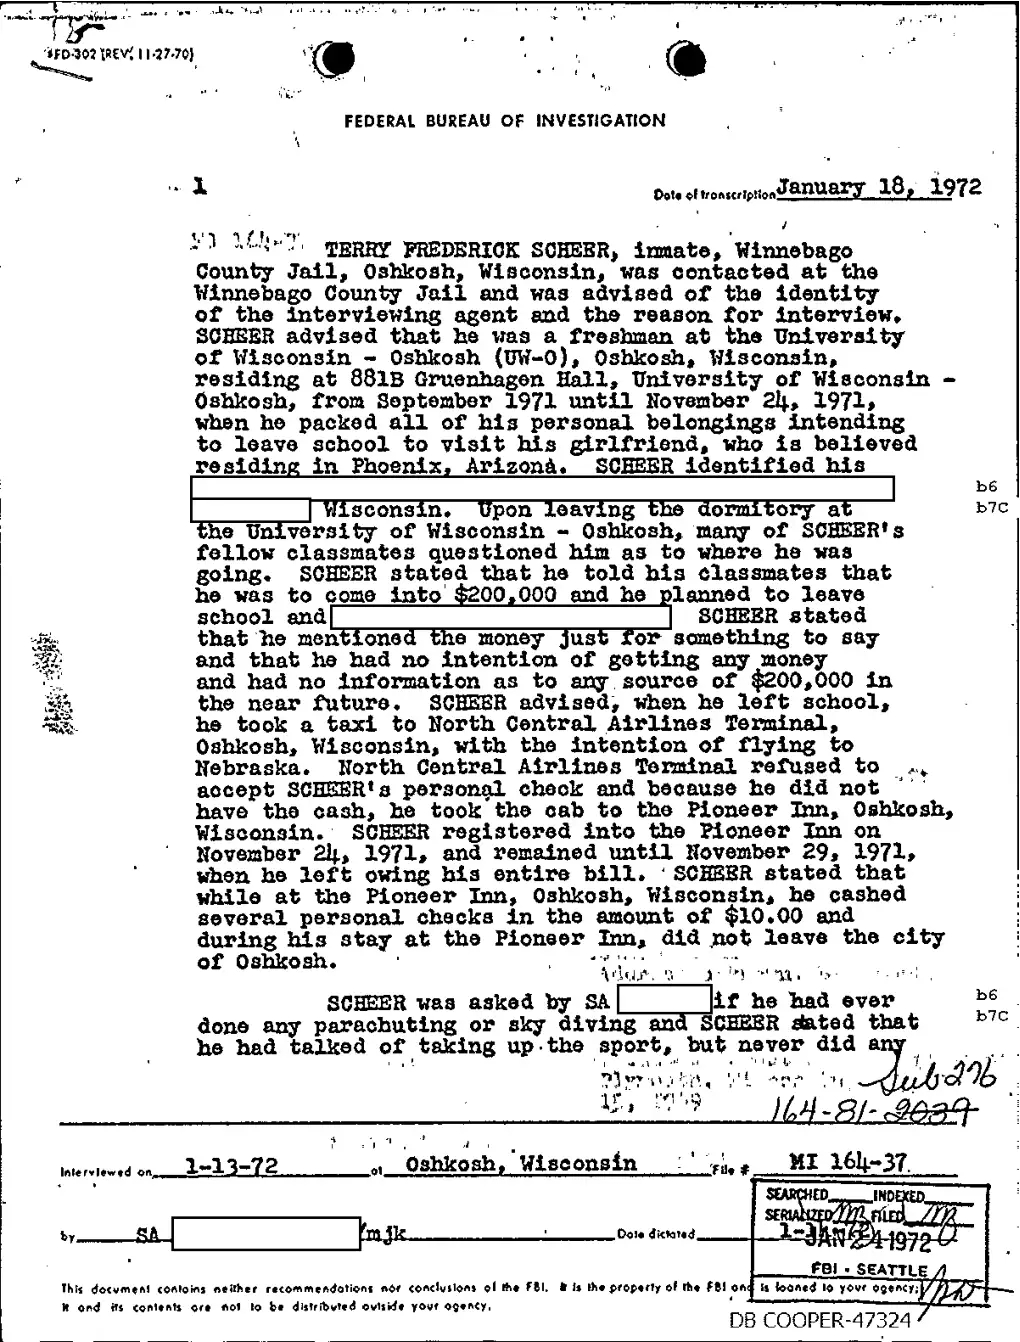 FD-302 (REV. 11-27-70)
FEDERAL BUREAU OF INVESTIGATION
1
Date of transcription January 18, 1972
TERRY FREDERICK SCHEER, inmate, Winnebago
County Jail, Oshkosh, Wisconsin, was contacted at the
Winnebago County Jail and was advised of the identity
of the interviewing agent and the reason for interview.
SCHEER advised that he was a freshman at the University
of Wisconsin - Oshkosh (UW-O), Oshkosh, Wisconsin,
residing at 881B Gruenhagen Hall, University of Wisconsin -
Oshkosh, from September 1971 until November 24, 1971,
when he packed all of his personal belongings intending
to leave school to visit his girlfriend, who is believed
residing in Phoenix, Arizona. SCHEER identified his
b6
Wisconsin. Upon leaving the dormitory at
b7C
the University of Wisconsin - Oshkosh, many of SCHEER's
fellow classmates questioned him as to where he was
going. SCHEER stated that he told his classmates that
he was to come into $200,000 and he planned to leave
school and SCHEER stated
that he mentioned the money just for something to say
and that he had no intention of getting any money
and had no information as to any source of $200,000 in
the near future. SCHEER advised, when he left school,
he took a taxi to North Central Airlines Terminal,
Oshkosh, Wisconsin, with the intention of flying to
Nebraska. North Central Airlines Terminal refused to
accept SCHEER's personal check and because he did not
have the cash, he took the cab to the Pioneer Inn, Oshkosh,
Wisconsin. SCHEER registered into the Pioneer Inn on
November 24, 1971, and remained until November 29, 1971,
when he left owing his entire bill. SCHEER stated that
while at the Pioneer Inn, Oshkosh, Wisconsin, he cashed
several personal checks in the amount of $10.00 and
during his stay at the Pioneer Inn, did not leave the city
of Oshkosh.
SCHEER was asked by SA if he had ever
b6
done any parachuting or sky diving and SCHEER stated that
b7C
he had talked of taking up the sport, but never did any
Sub 276
164-81-2039
Interviewed on 1-13-72 at Oshkosh, Wisconsin File # MI 164-37
by SA /mjk Date dictated
SEARCHED INDEXED
SERIALIZED FILED
JAN 24 1972
FBI - SEATTLE
This document contains neither recommendations nor conclusions of the FBI. It is the property of the FBI and is loaned to your agency;
it and its contents are not to be distributed outside your agency.
DB COOPER-47324